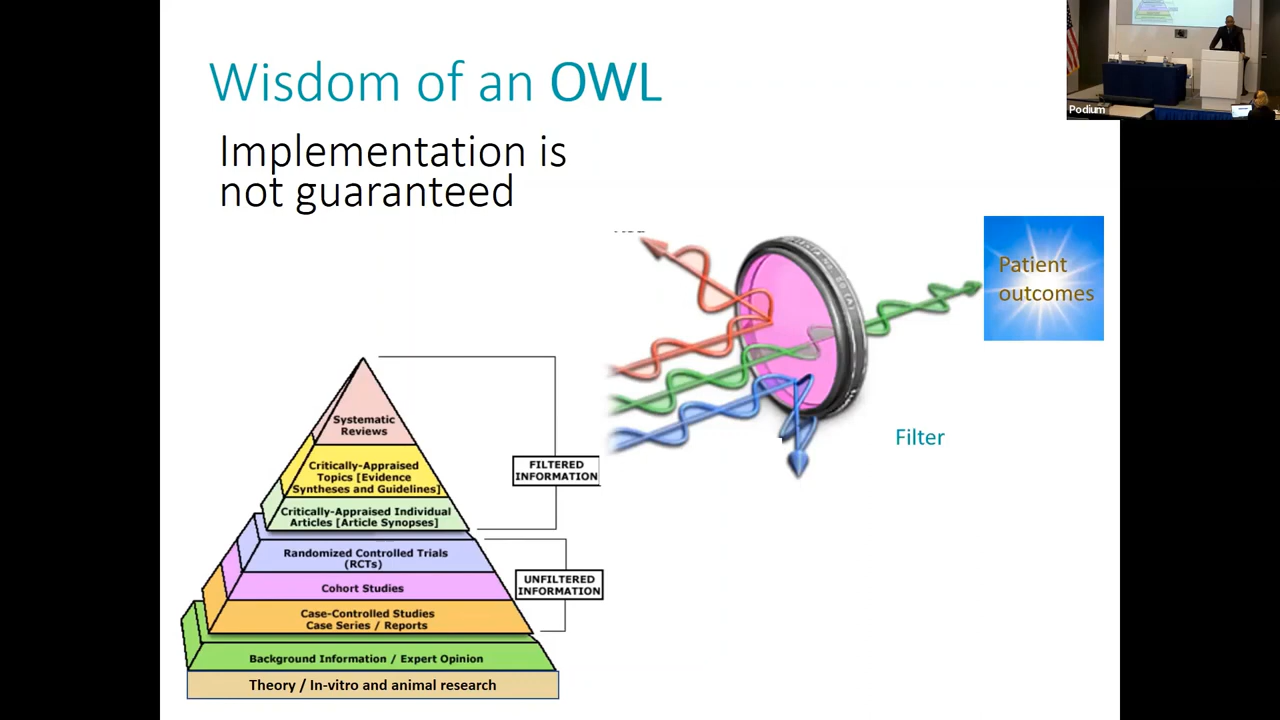 Wisdom of an OWL
Implementation is
not guaranteed
Podium
Patient
outcomes
Filter
Systematic
Reviews
Critically-Appraised
Topics [Evidence
Syntheses and Guidelines]
Critically-Appraised Individual
Articles [Article Synopses]
FILTERED
INFORMATION
Randomized Controlled Trials
(RCTs)
Cohort Studies
Case-Controlled Studies
Case Series / Reports
UNFILTERED
INFORMATION
Background Information / Expert Opinion
Theory / In-vitro and animal research